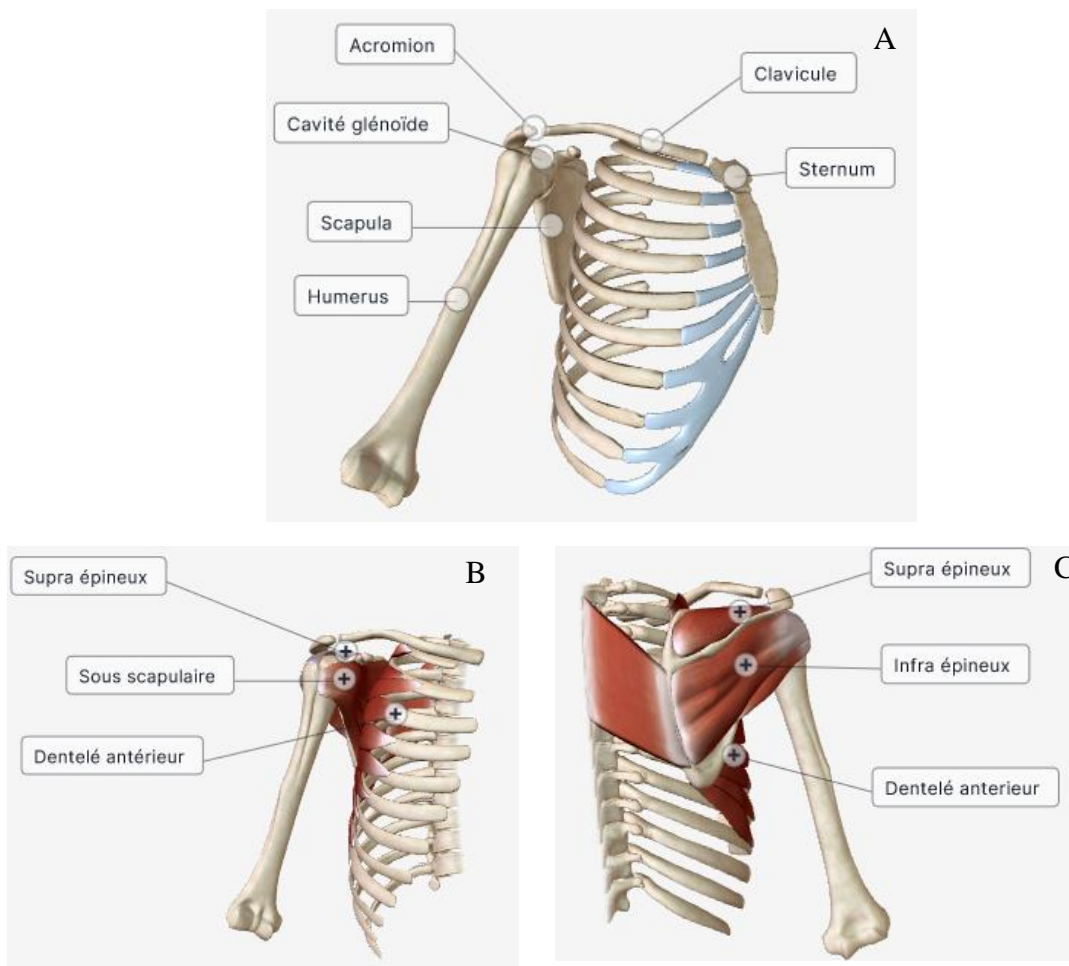 A
Acromion
Clavicule
Cavité glénoïde
Sternum
Scapula
Humerus
B
Supra épineux
Sous scapulaire
Dentelé antérieur
C
Supra épineux
Infra épineux
Dentelé anterieur